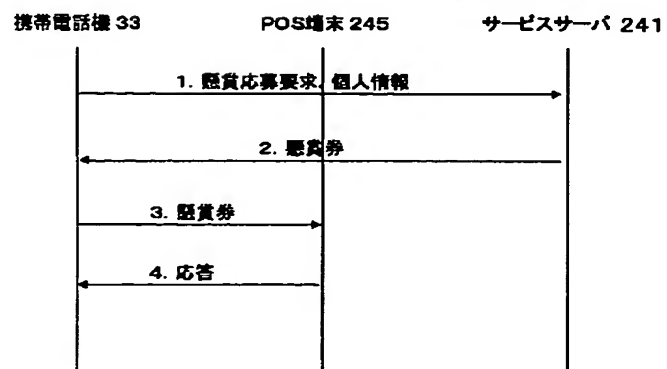 携帯電話機 33 POS端末 245 サービスサーバ 241
1. 懸賞応募要求、個人情報
2. 懸賞券
3. 懸賞券
4. 応答